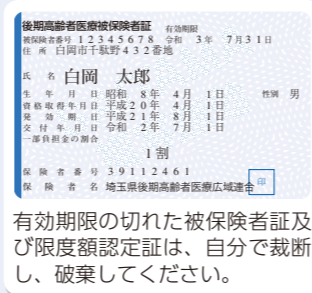 後期高齢者医療被保険者証 有効期限
被保険者番号 12345678 令和 3年 7月31日
住所 白岡市千駄野432番地
氏名 白岡 太郎
生年月日 昭和 8年 4月 1日 性別 男
資格取得年月日 平成20年 4月 1日
発効期日 平成21年 8月 1日
交付年月日 令和 2年 7月 1日
一部負担金の割合
1割
保険者番号 39112461
保険者名 埼玉県後期高齢者医療広域連合 印
有効期限の切れた被保険者証及
び限度額認定証は、自分で裁断
し、破棄してください。